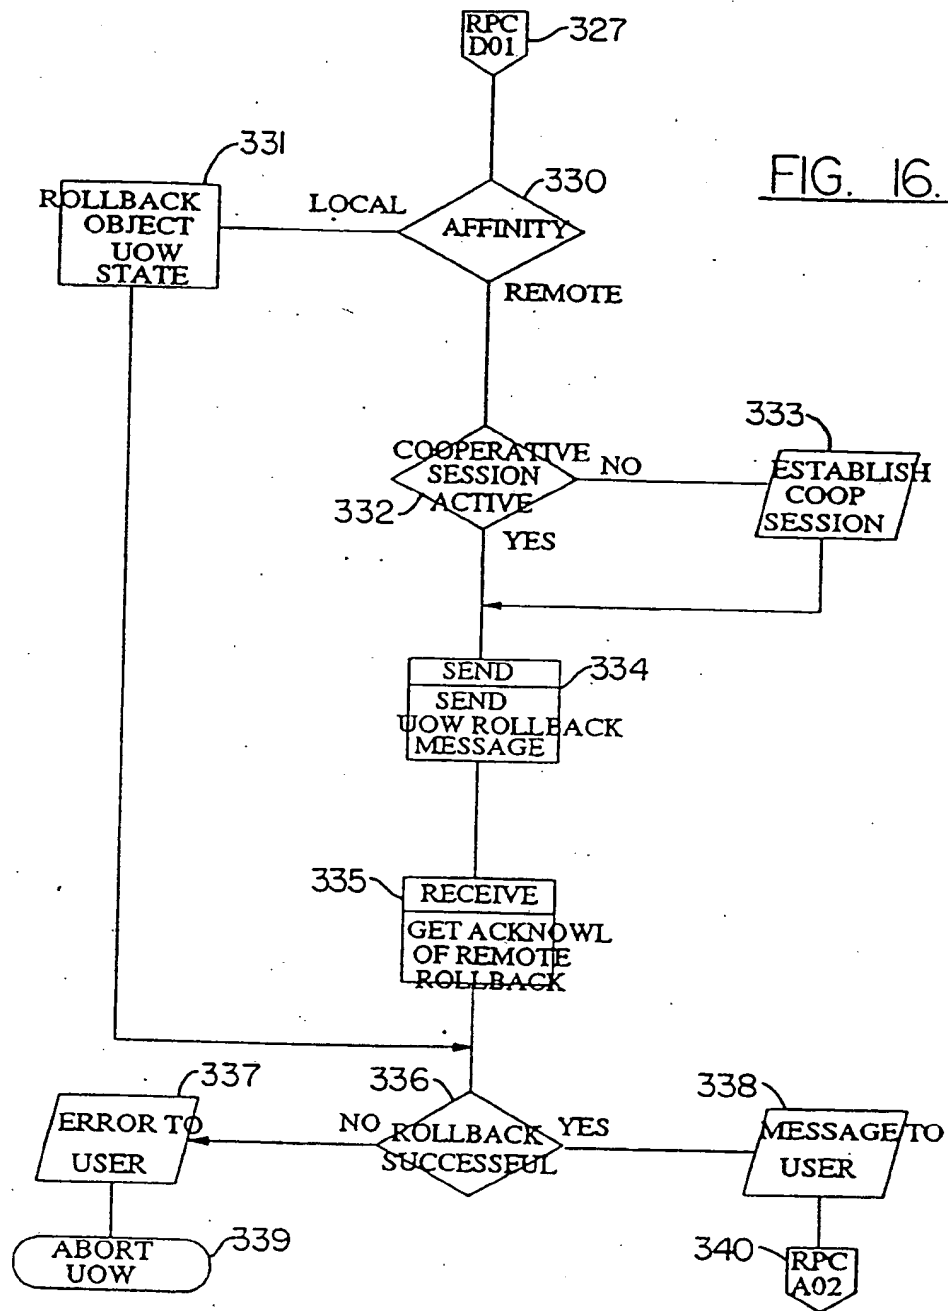 RPC
D01
327
FIG. 16.
331
330
ROLLBACK
OBJECT
UOW
STATE
LOCAL
AFFINITY
REMOTE
333
COOPERATIVE
SESSION
ACTIVE
332
NO
YES
ESTABLISH
COOP
SESSION
SEND
334
SEND
UOW ROLLBACK
MESSAGE
335
RECEIVE
GET ACKNOWL
OF REMOTE
ROLLBACK
337
336
338
ERROR TO
USER
NO
ROLLBACK
SUCCESSFUL
YES
MESSAGE TO
USER
ABORT
UOW
339
340
RPC
A02